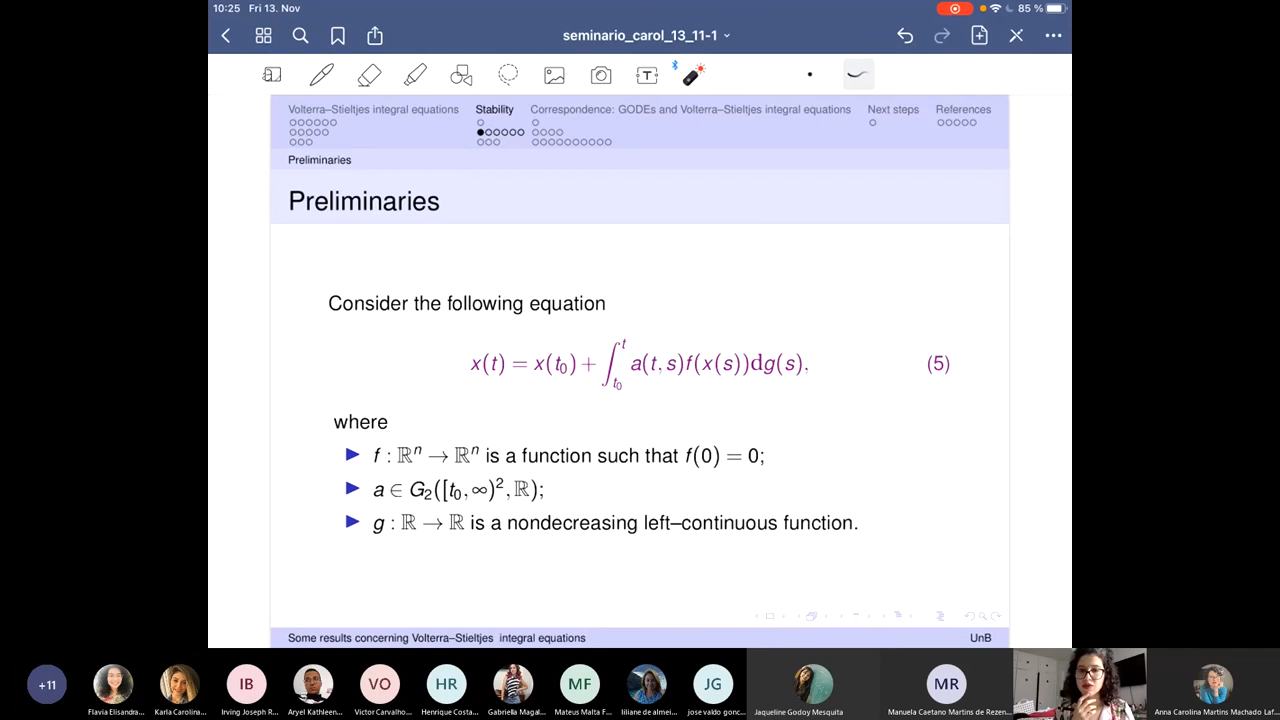 10:25 Fri 13. Nov
85 %
seminario_carol_13_11-1
T
Volterra–Stieltjes integral equations Stability Correspondence: GODEs and Volterra–Stieltjes integral equations Next steps References
Preliminaries
Preliminaries
Consider the following equation
x(t) = x(t₀) + ∫_{t₀}^{t} a(t, s)f(x(s))dg(s), (5)
where
▶ f : ℝⁿ → ℝⁿ is a function such that f(0) = 0;
▶ a ∈ G₂([t₀, ∞)², ℝ);
▶ g : ℝ → ℝ is a nondecreasing left–continuous function.
Some results concerning Volterra–Stieltjes integral equations UnB
+11 IB VO HR MF JG MR
Flavia Elisandra... Karla Carolina... Irving Joseph R... Aryel Kathleen... Victor Carvalho... Henrique Costa... Gabriella Magal... Mateus Malta F... liliane de almei... jose valdo gonc... Jaqueline Godoy Mesquita Manuela Caetano Martins de Rezen... Anna Carolina Martins Machado Laf...